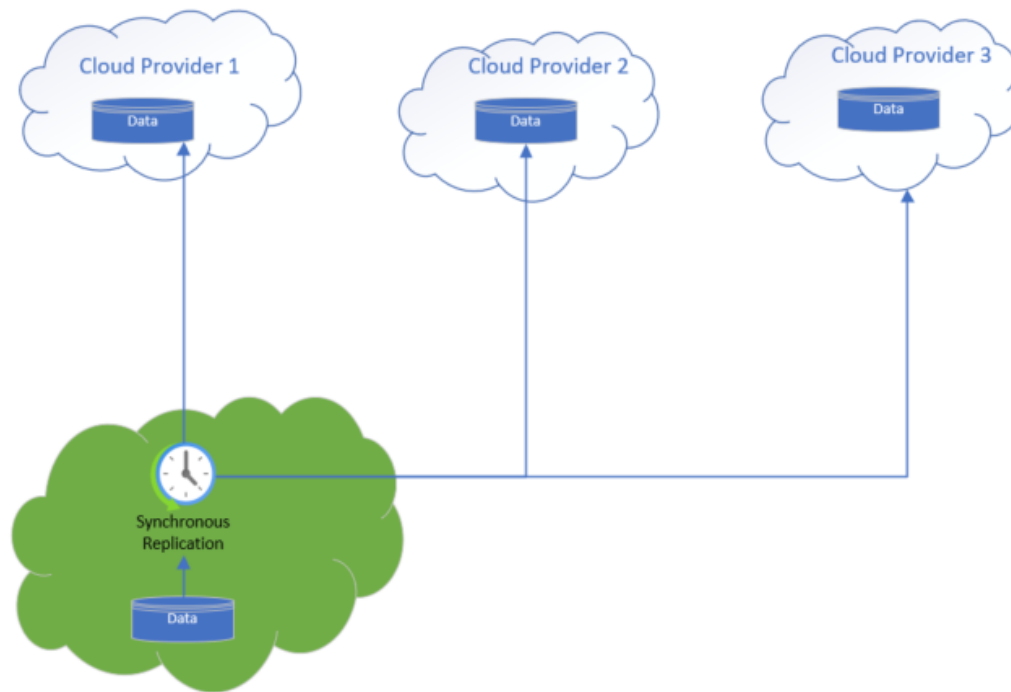 Cloud Provider 1
Data
Cloud Provider 2
Data
Cloud Provider 3
Data
Synchronous
Replication
Data